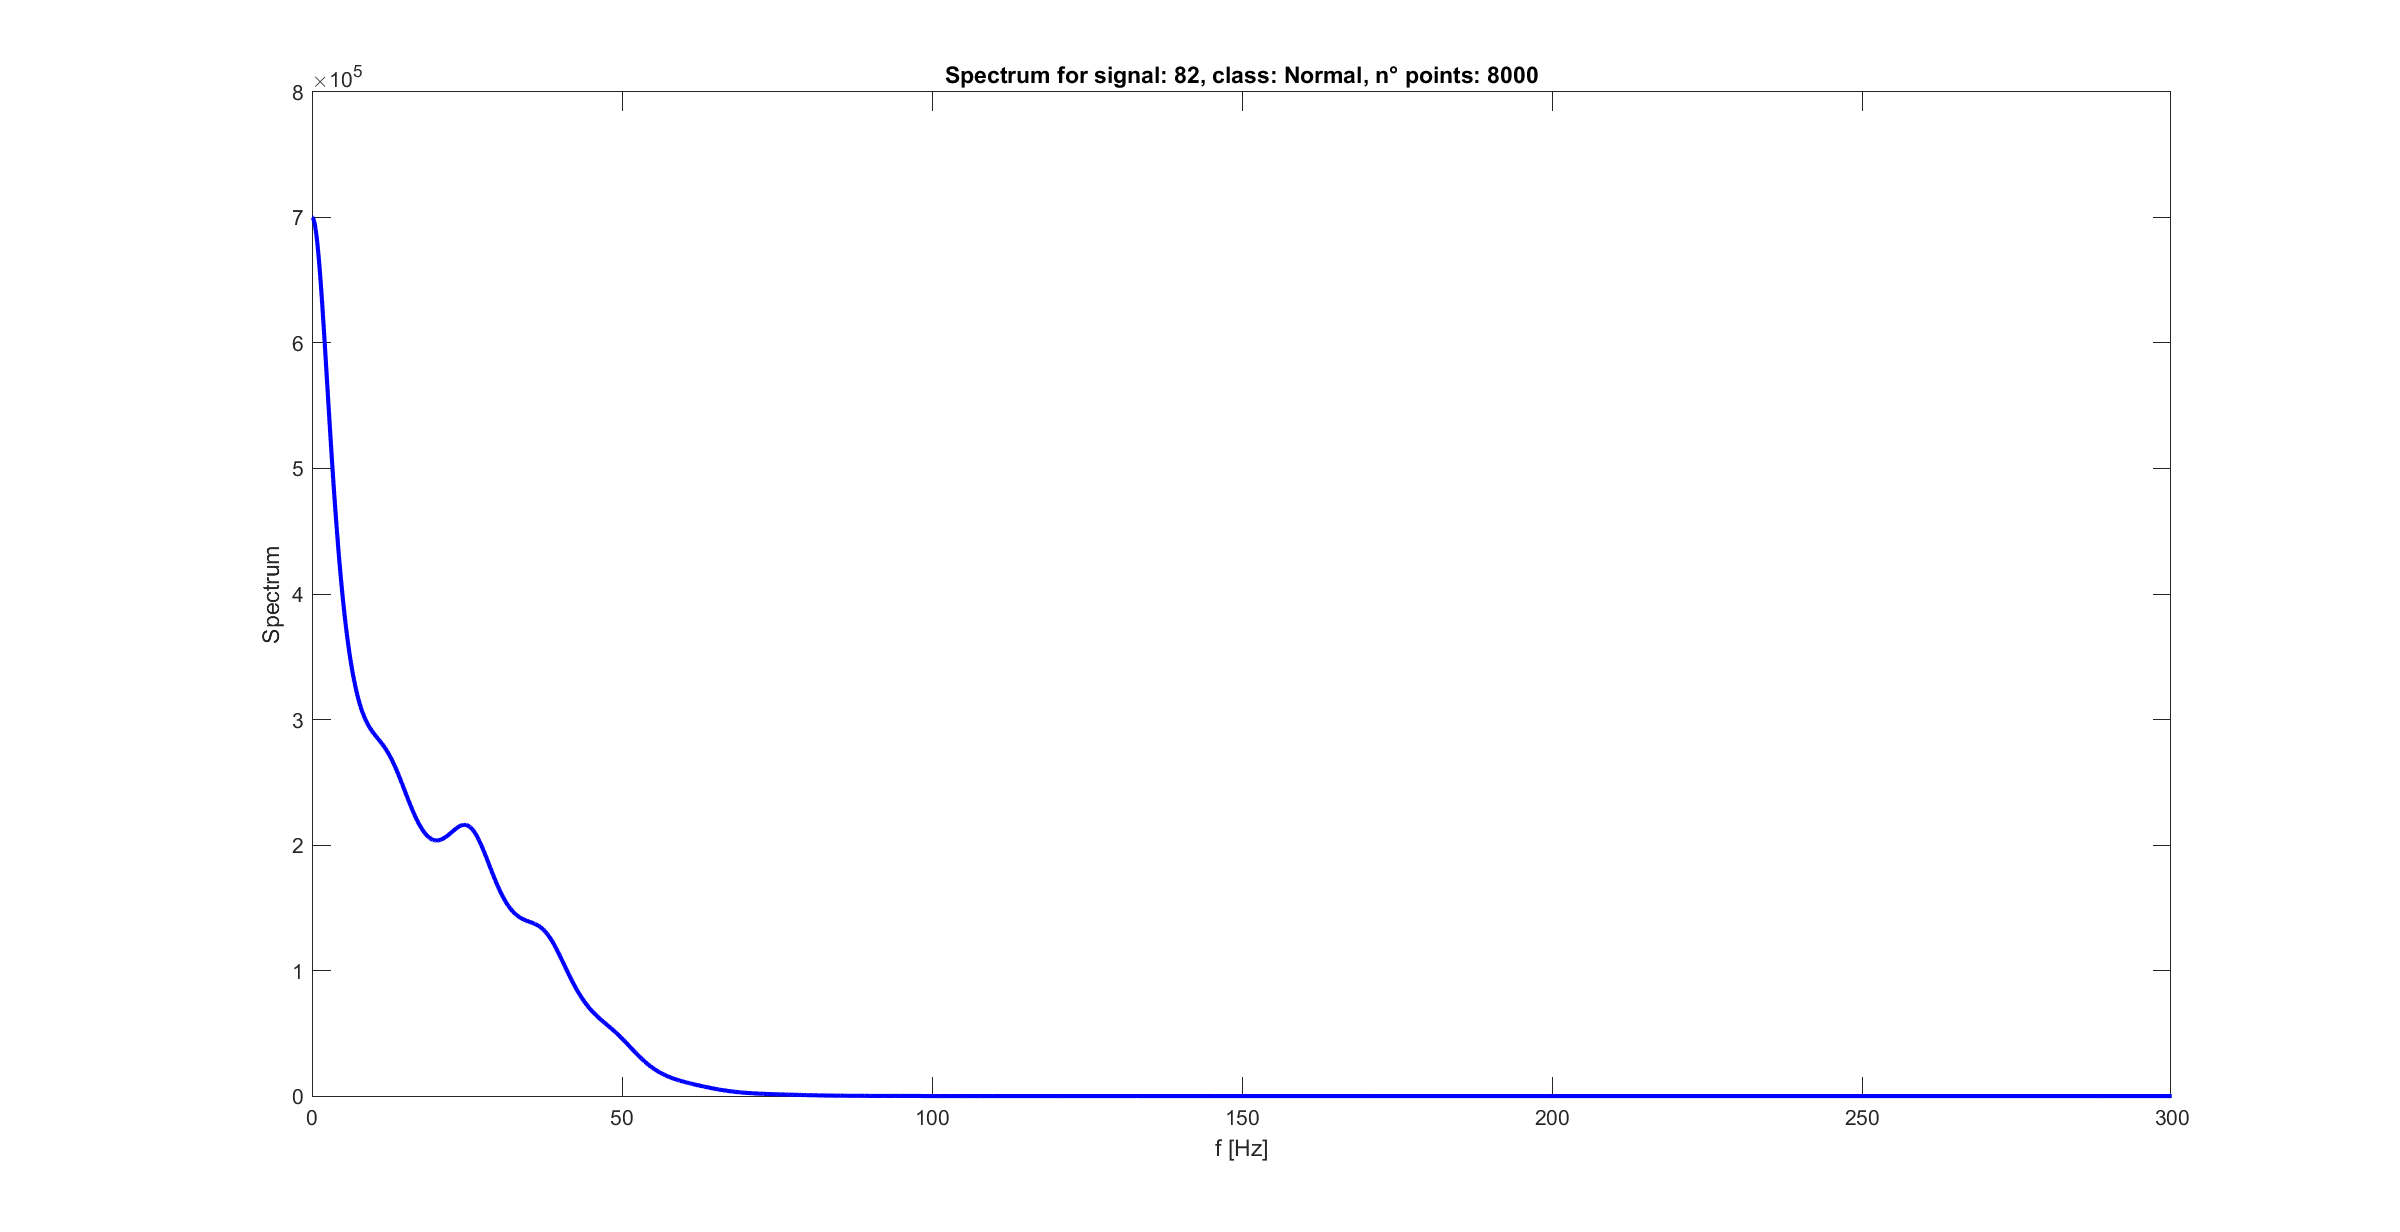 Spectrum for signal: 82, class: Normal, n° points: 8000
×10^5
8
7
6
5
4
3
2
1
0
Spectrum
0 50 100 150 200 250 300
f [Hz]